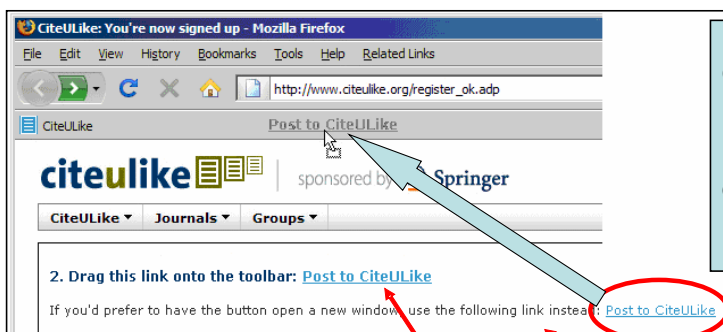 CiteULike: You're now signed up - Mozilla Firefox
File Edit View History Bookmarks Tools Help Related Links
http://www.citeulike.org/register_ok.adp
CiteULike Post to CiteULike
citeulike sponsored by Springer
CiteULike Journals Groups
2. Drag this link onto the toolbar: Post to CiteULike
If you'd prefer to have the button open a new window, use the following link instead: Post to CiteULike